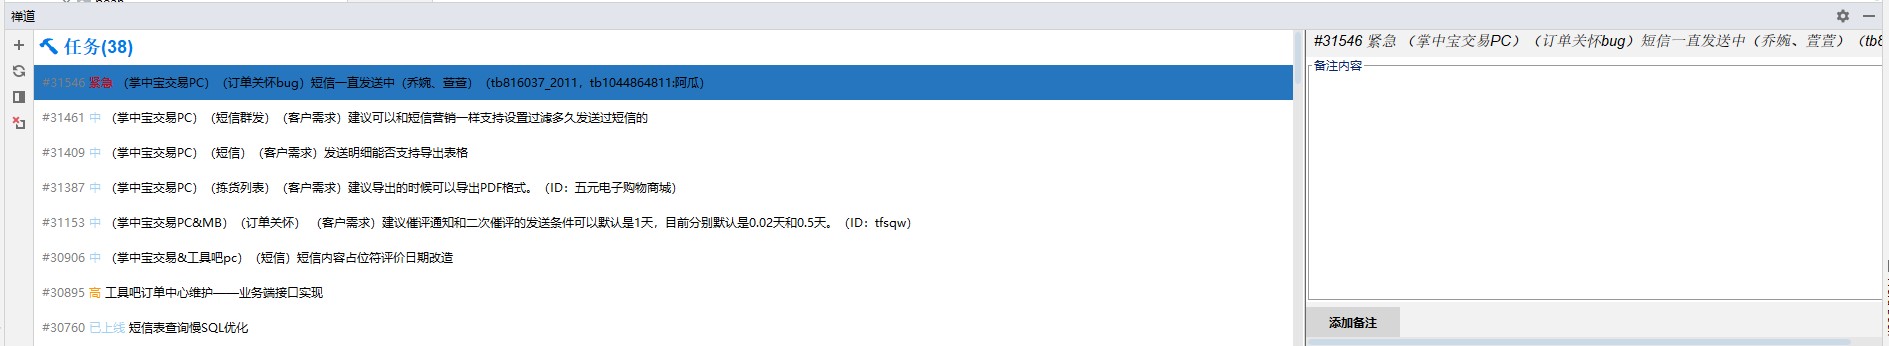 禅道
任务(38)
#31546 紧急 （掌中宝交易PC）（订单关怀bug）短信一直发送中（乔婉、萱萱）（tb816037_2011，tb1044864811:阿瓜）
#31461 中 （掌中宝交易PC）（短信群发）（客户需求）建议可以和短信营销一样支持设置过滤多久发送过短信的
#31409 中 （掌中宝交易PC）（短信）（客户需求）发送明细能否支持导出表格
#31387 中 （掌中宝交易PC）（拣货列表）（客户需求）建议导出的时候可以导出PDF格式。（ID：五元电子购物商城）
#31153 中 （掌中宝交易PC&MB）（订单关怀） （客户需求）建议催评通知和二次催评的发送条件可以默认是1天，目前分别默认是0.02天和0.5天。（ID：tfsqw）
#30906 中 （掌中宝交易&工具吧pc）（短信）短信内容占位符评价日期改造
#30895 高 工具吧订单中心维护——业务端接口实现
#30760 已上线 短信表查询慢SQL优化
#31546 紧急 （掌中宝交易PC）（订单关怀bug）短信一直发送中（乔婉、萱萱）（tb8
备注内容
添加备注